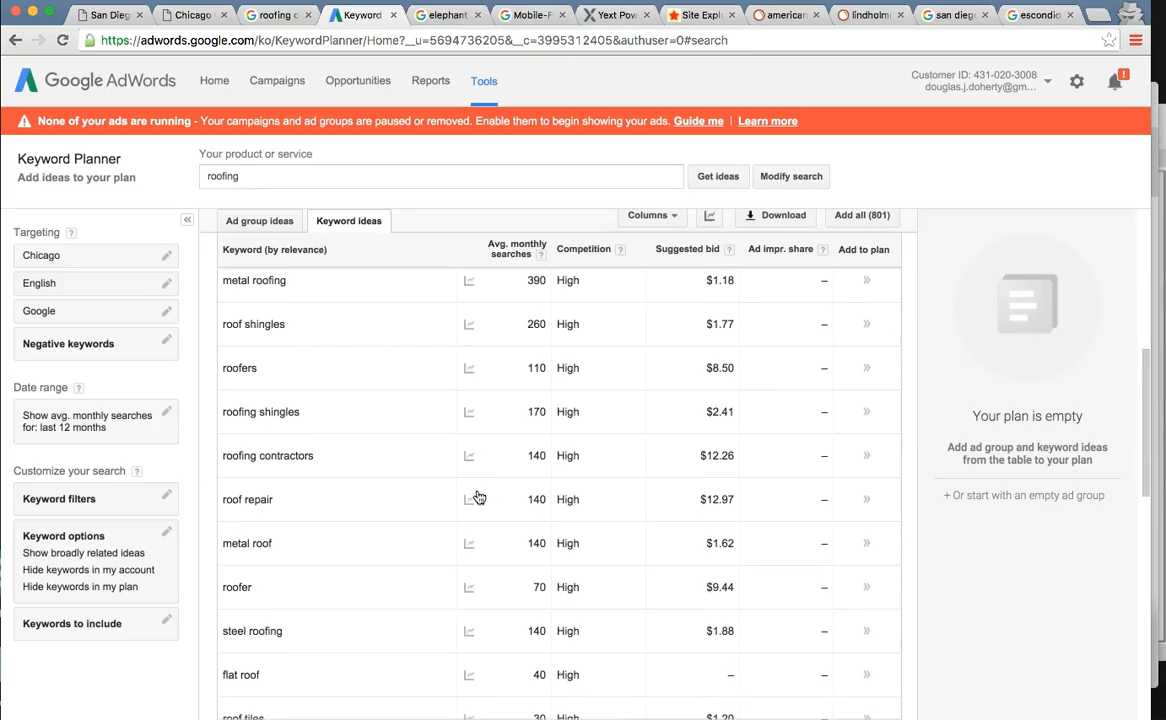 San Dieg
Chicago
roofing c
Keyword
elephant
Mobile-F
Yext Pow
Site Expl
american
lindholm
san dieg
escondid
https://adwords.google.com/ko/KeywordPlanner/Home?__u=5694736205&__c=3995312405&authuser=0#search
Google AdWords
Home
Campaigns
Opportunities
Reports
Tools
Customer ID: 431-020-3008
douglas.j.doherty@gm...
!
None of your ads are running - Your campaigns and ad groups are paused or removed. Enable them to begin showing your ads. Guide me | Learn more
Keyword Planner
Add ideas to your plan
Your product or service
roofing
Get ideas
Modify search
Targeting ?
Chicago
English
Google
Negative keywords
Date range ?
Show avg. monthly searches
for: last 12 months
Customize your search ?
Keyword filters
Keyword options
Show broadly related ideas
Hide keywords in my account
Hide keywords in my plan
Keywords to include
«
Ad group ideas
Keyword ideas
Columns
Download
Add all (801)
Keyword (by relevance)
Avg. monthly
searches ?
Competition ?
Suggested bid ?
Ad impr. share ?
Add to plan
metal roofing 390 High $1.18 – »
roof shingles 260 High $1.77 – »
roofers 110 High $8.50 – »
roofing shingles 170 High $2.41 – »
roofing contractors 140 High $12.26 – »
roof repair 140 High $12.97 – »
metal roof 140 High $1.62 – »
roofer 70 High $9.44 – »
steel roofing 140 High $1.88 – »
flat roof 40 High – – »
roof tiles 30 High $1.20 – »
Your plan is empty
Add ad group and keyword ideas
from the table to your plan
+ Or start with an empty ad group